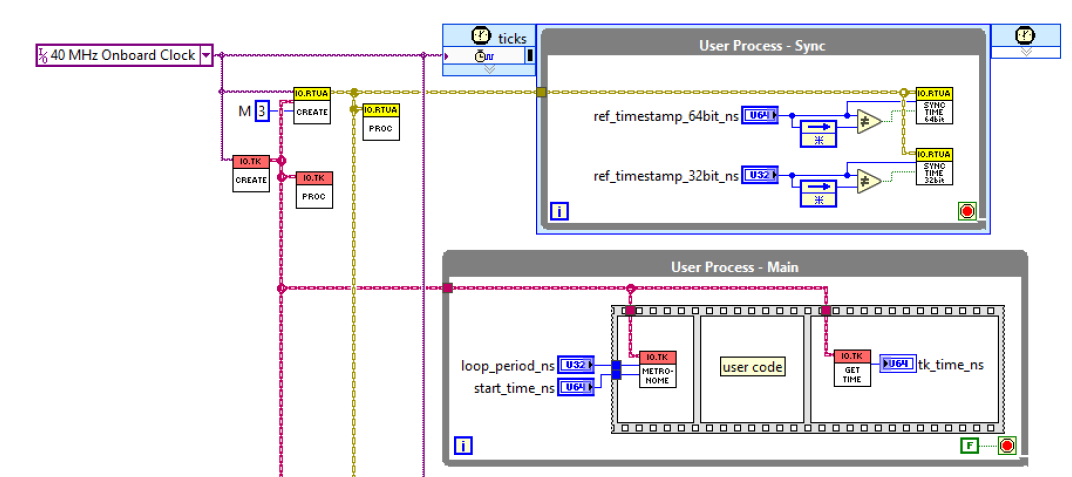 ticks
40 MHz Onboard Clock
User Process - Sync
IO.RTUA
CREATE
M 3
IO.RTUA
PROC
ref_timestamp_64bit_ns U64
IO.RTUA
SYNC
TIME
64bit
≠
IO.TK
CREATE
IO.TK
PROC
ref_timestamp_32bit_ns U32
IO.RTUA
SYNC
TIME
32bit
≠
i
User Process - Main
loop_period_ns U32
start_time_ns U64
IO.TK
METRO-
NOME
user code
IO.TK
GET
TIME
U64 tk_time_ns
i
F